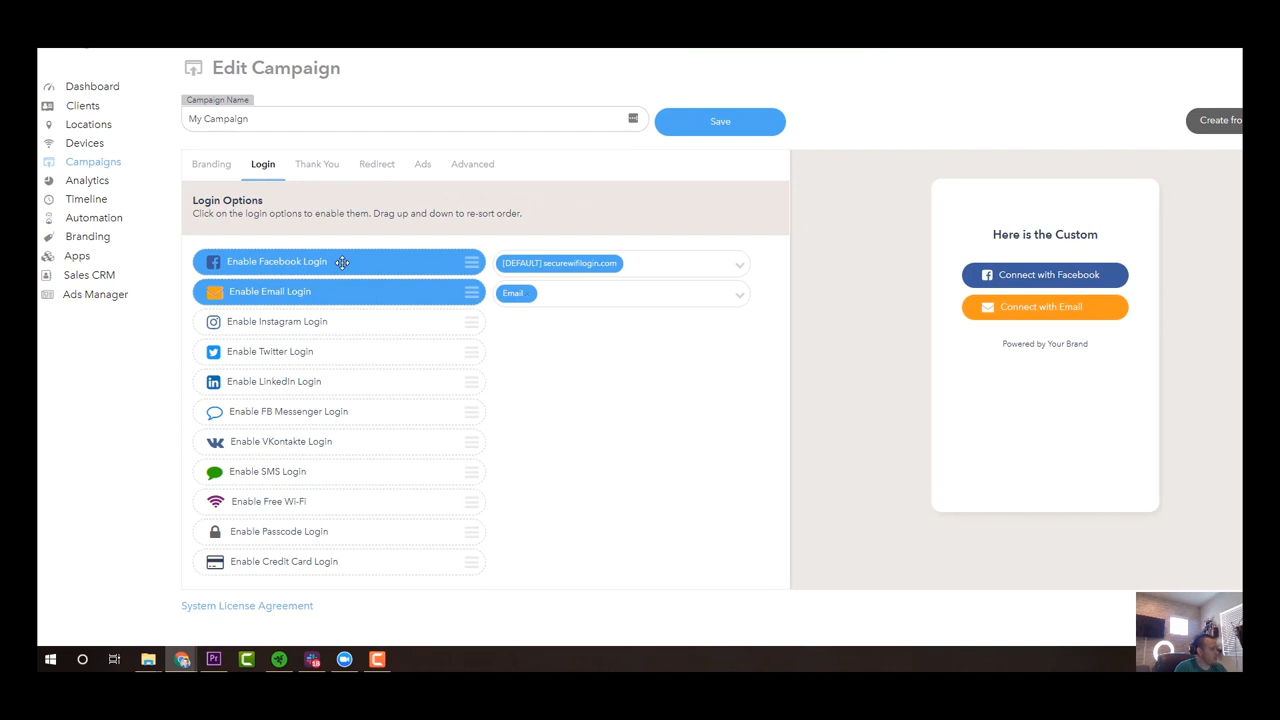 Edit Campaign
Dashboard
Clients
Locations
Devices
Campaigns
Analytics
Timeline
Automation
Branding
Apps
Sales CRM
Ads Manager
Campaign Name
My Campaign
Save
Create fro
Branding Login Thank You Redirect Ads Advanced
Login Options
Click on the login options to enable them. Drag up and down to re-sort order.
Enable Facebook Login
[DEFAULT] securewifilogin.com
Enable Email Login
Email
Enable Instagram Login
Enable Twitter Login
Enable LinkedIn Login
Enable FB Messenger Login
Enable VKontakte Login
Enable SMS Login
Enable Free Wi-Fi
Enable Passcode Login
Enable Credit Card Login
Here is the Custom
Connect with Facebook
Connect with Email
Powered by Your Brand
System License Agreement
Pr
18